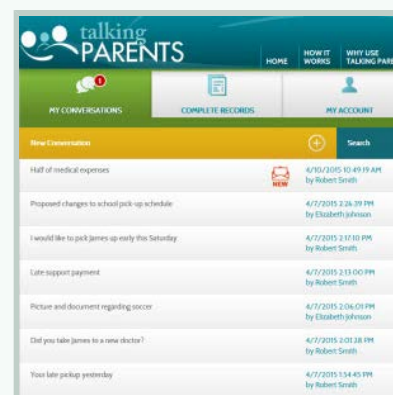 talking
PARENTS
HOME
HOW IT
WORKS
WHY USE
TALKING PARE
1
MY CONVERSATIONS
COMPLETE RECORDS
MY ACCOUNT
New Conversation
Search
Half of medical expenses
NEW
4/10/2015 10:49:19 AM
by Robert Smith
Proposed changes to school pick-up schedule
4/7/2015 2:26:39 PM
by Elizabeth Johnson
I would like to pick James up early this Saturday
4/7/2015 2:17:10 PM
by Robert Smith
Late support payment
4/7/2015 2:13:00 PM
by Robert Smith
Picture and document regarding soccer
4/7/2015 2:06:01 PM
by Elizabeth Johnson
Did you take James to a new doctor?
4/7/2015 2:01:28 PM
by Robert Smith
Your late pickup yesterday
4/7/2015 1:54:45 PM
by Robert Smith